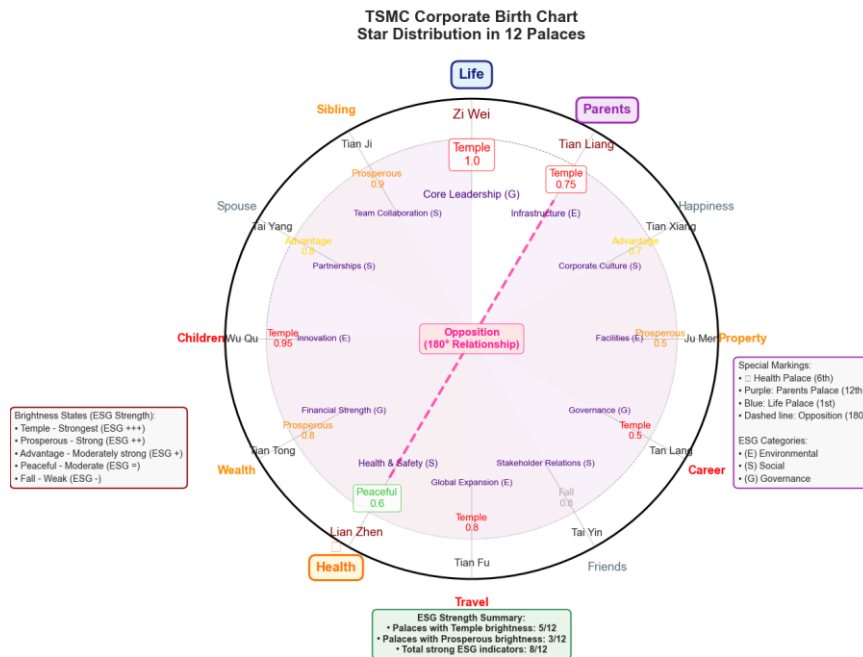 TSMC Corporate Birth Chart
Star Distribution in 12 Palaces
Life
Sibling
Parents
Zi Wei
Tian Ji
Tian Liang
Temple
1.0
Prosperous
0.9
Temple
0.75
Core Leadership (G)
Team Collaboration (S)
Infrastructure (E)
Spouse
Happiness
Tai Yang
Tian Xiang
Advantage
0.8
Advantage
0.7
Partnerships (S)
Corporate Culture (S)
Children
Wu Qu
Temple
0.95
Innovation (E)
Opposition
(180° Relationship)
Facilities (E)
Prosperous
0.5
Ju Men
Property
Financial Strength (G)
Governance (G)
Prosperous
0.8
Temple
0.5
Tian Tong
Tan Lang
Wealth
Career
Health & Safety (S)
Stakeholder Relations (S)
Global Expansion (E)
Peaceful
0.6
Fall
0.8
Temple
0.8
Lian Zhen
Tai Yin
Tian Fu
Health
Friends
Travel
Brightness States (ESG Strength):
• Temple - Strongest (ESG +++)
• Prosperous - Strong (ESG ++)
• Advantage - Moderately strong (ESG +)
• Peaceful - Moderate (ESG =)
• Fall - Weak (ESG -)
Special Markings:
• Health Palace (6th)
• Purple: Parents Palace (12th
• Blue: Life Palace (1st)
• Dashed line: Opposition (180
ESG Categories:
• (E) Environmental
• (S) Social
• (G) Governance
ESG Strength Summary:
• Palaces with Temple brightness: 5/12
• Palaces with Prosperous brightness: 3/12
• Total strong ESG indicators: 8/12